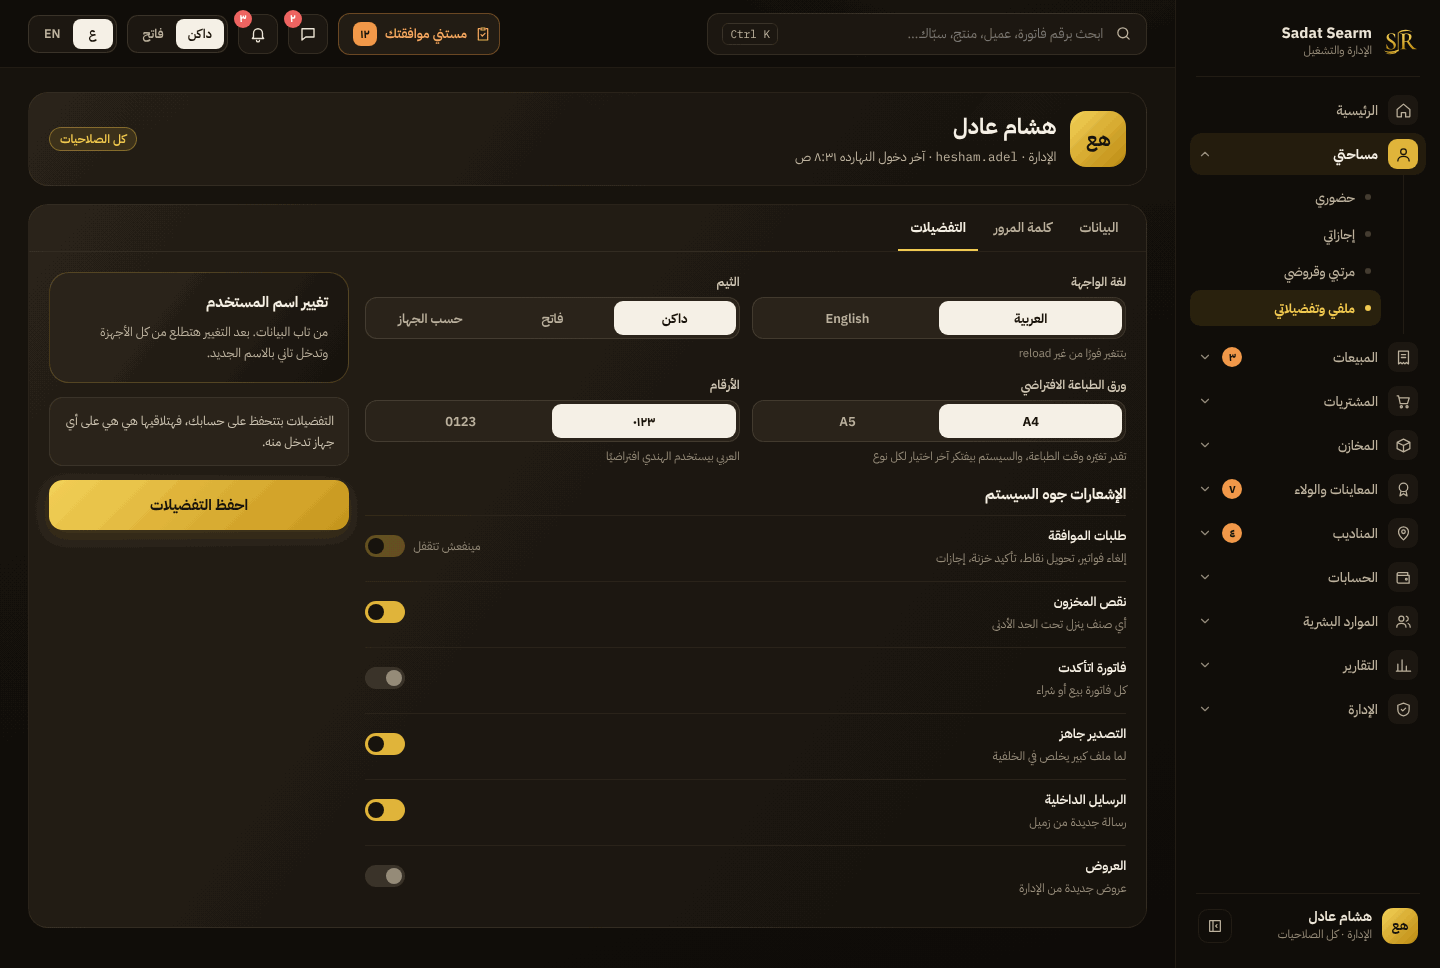 Sadat Searm
الإدارة والتشغيل
الرئيسية
مساحتي
حضوري
إجازاتي
مرتبي وقروضي
ملفي وتفضيلاتي
المبيعات
٣
المشتريات
المخازن
المعاينات والولاء
٧
المناديب
٤
الحسابات
الموارد البشرية
التقارير
الإدارة
هع
هشام عادل
الإدارة · كل الصلاحيات
ابحث برقم فاتورة، عميل، منتج، سبّاك...
Ctrl K
مستني موافقتك
١٢
٢
٣
داكن
فاتح
ع
EN
هع
هشام عادل
الإدارة · hesham.adel · آخر دخول النهارده ٨:٣١ ص
كل الصلاحيات
البيانات
كلمة المرور
التفضيلات
لغة الواجهة
العربية
English
بتتغير فورًا من غير reload
الثيم
داكن
فاتح
حسب الجهاز
ورق الطباعة الافتراضي
A4
A5
تقدر تغيّره وقت الطباعة، والسيستم بيفتكر آخر اختيار لكل نوع
الأرقام
٠١٢٣
0123
العربي بيستخدم الهندي افتراضيًا
الإشعارات جوه السيستم
طلبات الموافقة
إلغاء فواتير، تحويل نقاط، تأكيد خزنة، إجازات
مينفعش تتقفل
نقص المخزون
أي صنف ينزل تحت الحد الأدنى
فاتورة اتأكدت
كل فاتورة بيع أو شراء
التصدير جاهز
لما ملف كبير يخلص في الخلفية
الرسايل الداخلية
رسالة جديدة من زميل
العروض
عروض جديدة من الإدارة
تغيير اسم المستخدم
من تاب البيانات. بعد التغيير هتطلع من كل الأجهزة
وتدخل تاني بالاسم الجديد.
التفضيلات بتتحفظ على حسابك، فهتلاقيها هي هي على أي
جهاز تدخل منه.
احفظ التفضيلات